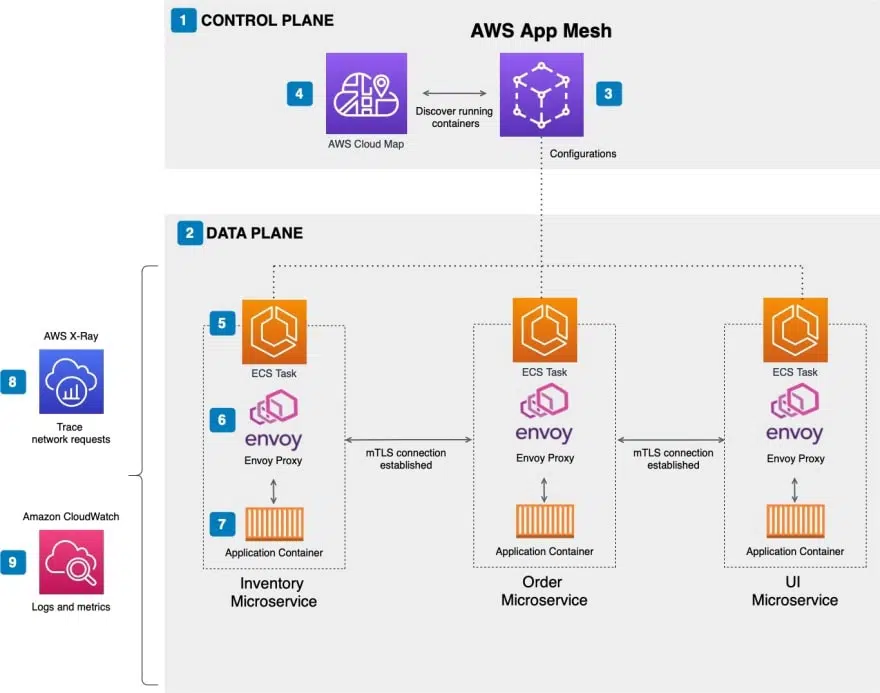 1 CONTROL PLANE
AWS App Mesh
4
3
Discover running
containers
AWS Cloud Map
Configurations
2 DATA PLANE
AWS X-Ray
8
Trace
network requests
Amazon CloudWatch
9
Logs and metrics
5
ECS Task
6
envoy
Envoy Proxy
7
Application Container
Inventory
Microservice
mTLS connection
established
ECS Task
envoy
Envoy Proxy
Application Container
Order
Microservice
mTLS connection
established
ECS Task
envoy
Envoy Proxy
Application Container
UI
Microservice